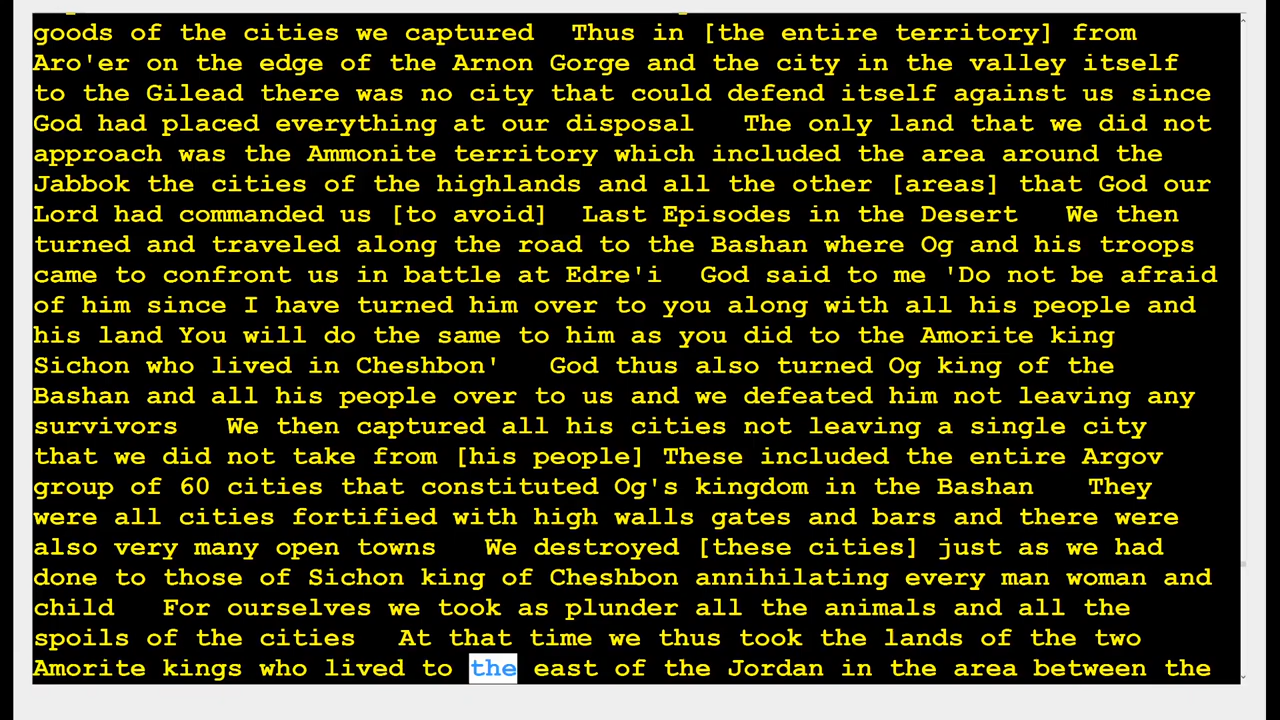 goods of the cities we captured Thus in [the entire territory] from
Aro'er on the edge of the Arnon Gorge and the city in the valley itself
to the Gilead there was no city that could defend itself against us since
God had placed everything at our disposal The only land that we did not
approach was the Ammonite territory which included the area around the
Jabbok the cities of the highlands and all the other [areas] that God our
Lord had commanded us [to avoid] Last Episodes in the Desert We then
turned and traveled along the road to the Bashan where Og and his troops
came to confront us in battle at Edre'i God said to me 'Do not be afraid
of him since I have turned him over to you along with all his people and
his land You will do the same to him as you did to the Amorite king
Sichon who lived in Cheshbon' God thus also turned Og king of the
Bashan and all his people over to us and we defeated him not leaving any
survivors We then captured all his cities not leaving a single city
that we did not take from [his people] These included the entire Argov
group of 60 cities that constituted Og's kingdom in the Bashan They
were all cities fortified with high walls gates and bars and there were
also very many open towns We destroyed [these cities] just as we had
done to those of Sichon king of Cheshbon annihilating every man woman and
child For ourselves we took as plunder all the animals and all the
spoils of the cities At that time we thus took the lands of the two
Amorite kings who lived to the east of the Jordan in the area between the